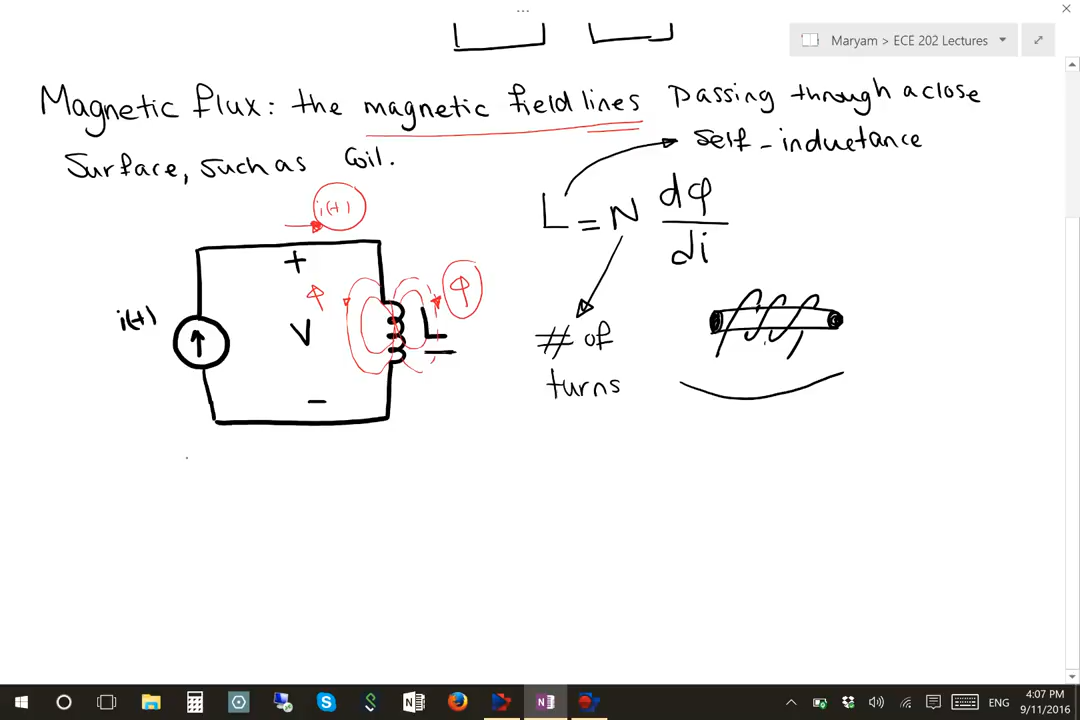 Maryam > ECE 202 Lectures
Magnetic flux: the magnetic field lines passing through a close
surface, such as coil.
self - inductance
L = N dφ/di
i(t)
+
φ
φ
L
i(t)
V
-
# of
turns
ENG
4:07 PM
9/11/2016